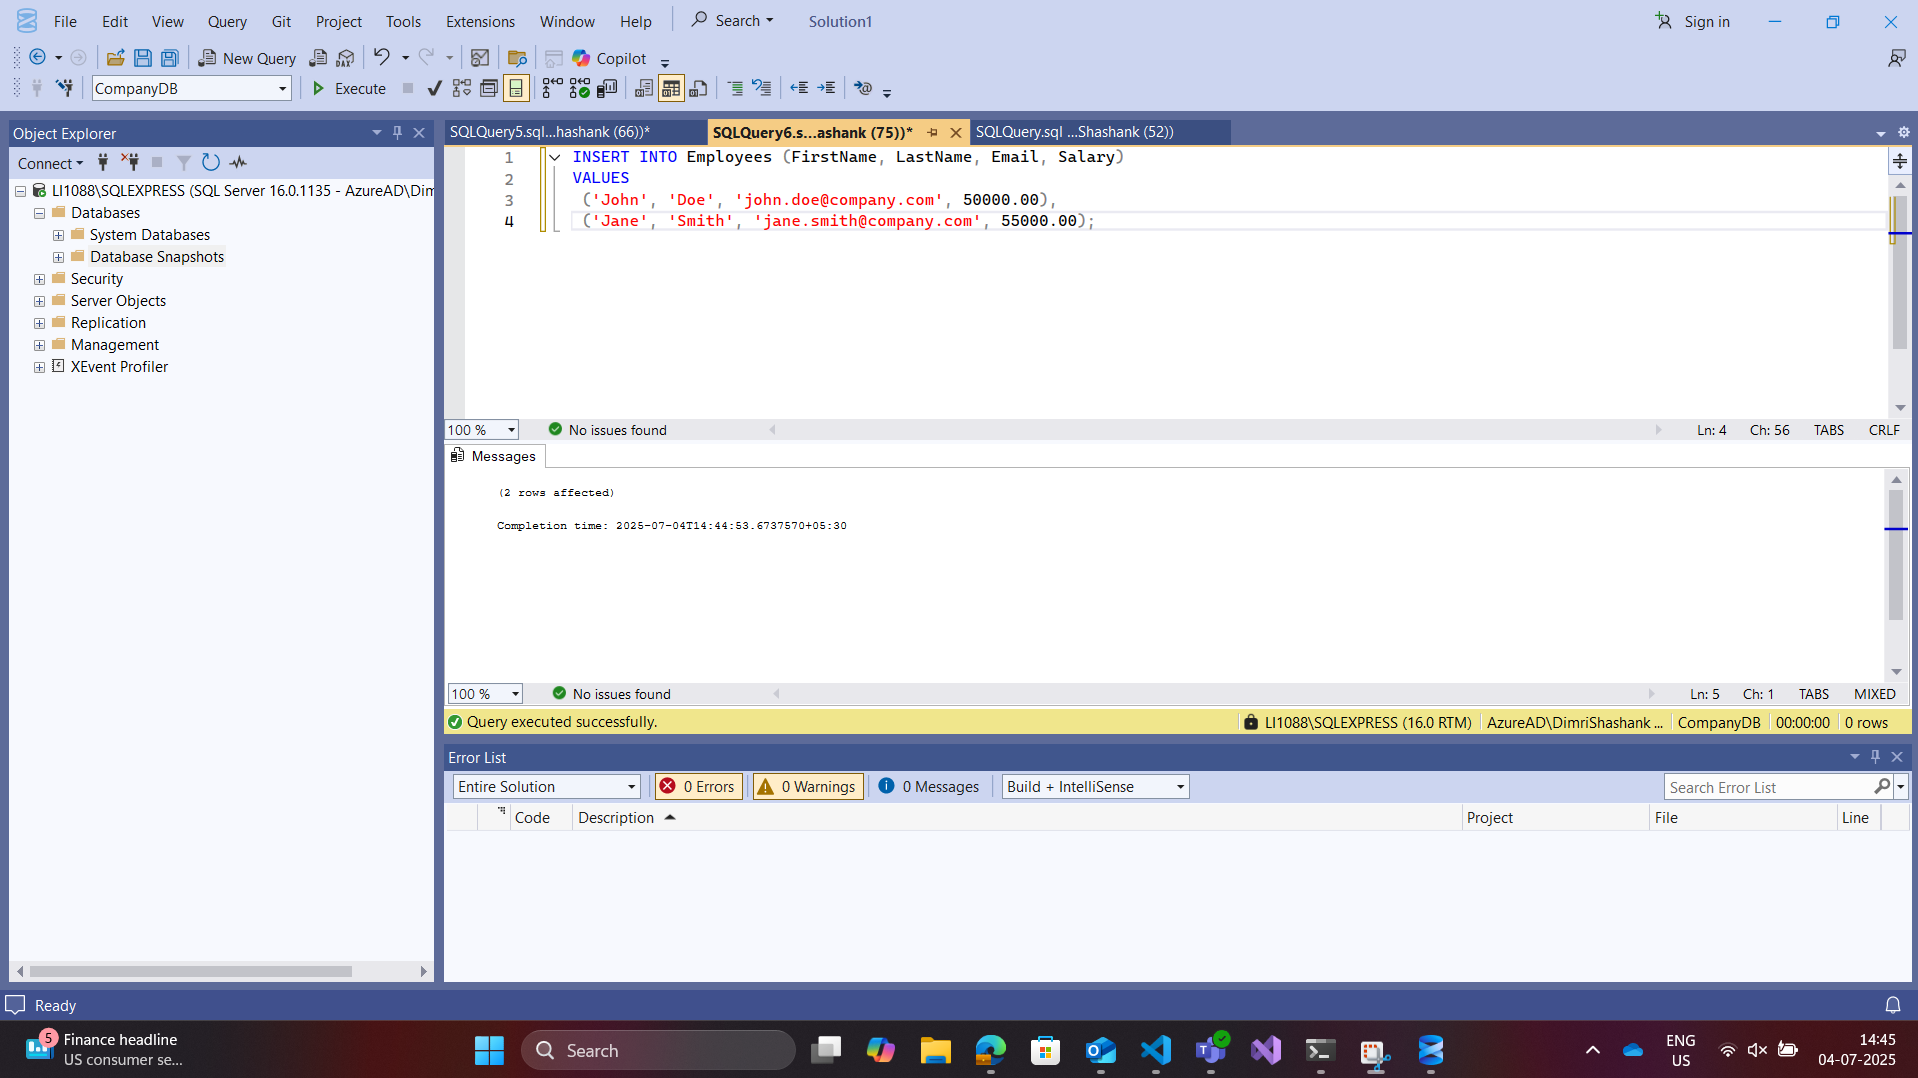 File Edit View Query Git Project Tools Extensions Window Help Search Solution1 Sign in
New Query DAX Copilot
CompanyDB Execute
Object Explorer
Connect
LI1088\SQLEXPRESS (SQL Server 16.0.1135 - AzureAD\Dimr
Databases
System Databases
Database Snapshots
Security
Server Objects
Replication
Management
XEvent Profiler
SQLQuery5.sql...hashank (66))* SQLQuery6.s...ashank (75))* SQLQuery.sql ...Shashank (52))
1 INSERT INTO Employees (FirstName, LastName, Email, Salary)
2 VALUES
3 ('John', 'Doe', 'john.doe@company.com', 50000.00),
4 ('Jane', 'Smith', 'jane.smith@company.com', 55000.00);
100 % No issues found Ln: 4 Ch: 56 TABS CRLF
Messages
(2 rows affected)
Completion time: 2025-07-04T14:44:53.6737570+05:30
100 % No issues found Ln: 5 Ch: 1 TABS MIXED
Query executed successfully. LI1088\SQLEXPRESS (16.0 RTM) AzureAD\DimriShashank ... CompanyDB 00:00:00 0 rows
Error List
Entire Solution 0 Errors 0 Warnings 0 Messages Build + IntelliSense Search Error List
Code Description Project File Line
Ready
5 Finance headline
US consumer se...
Search
ENG
US
14:45
04-07-2025